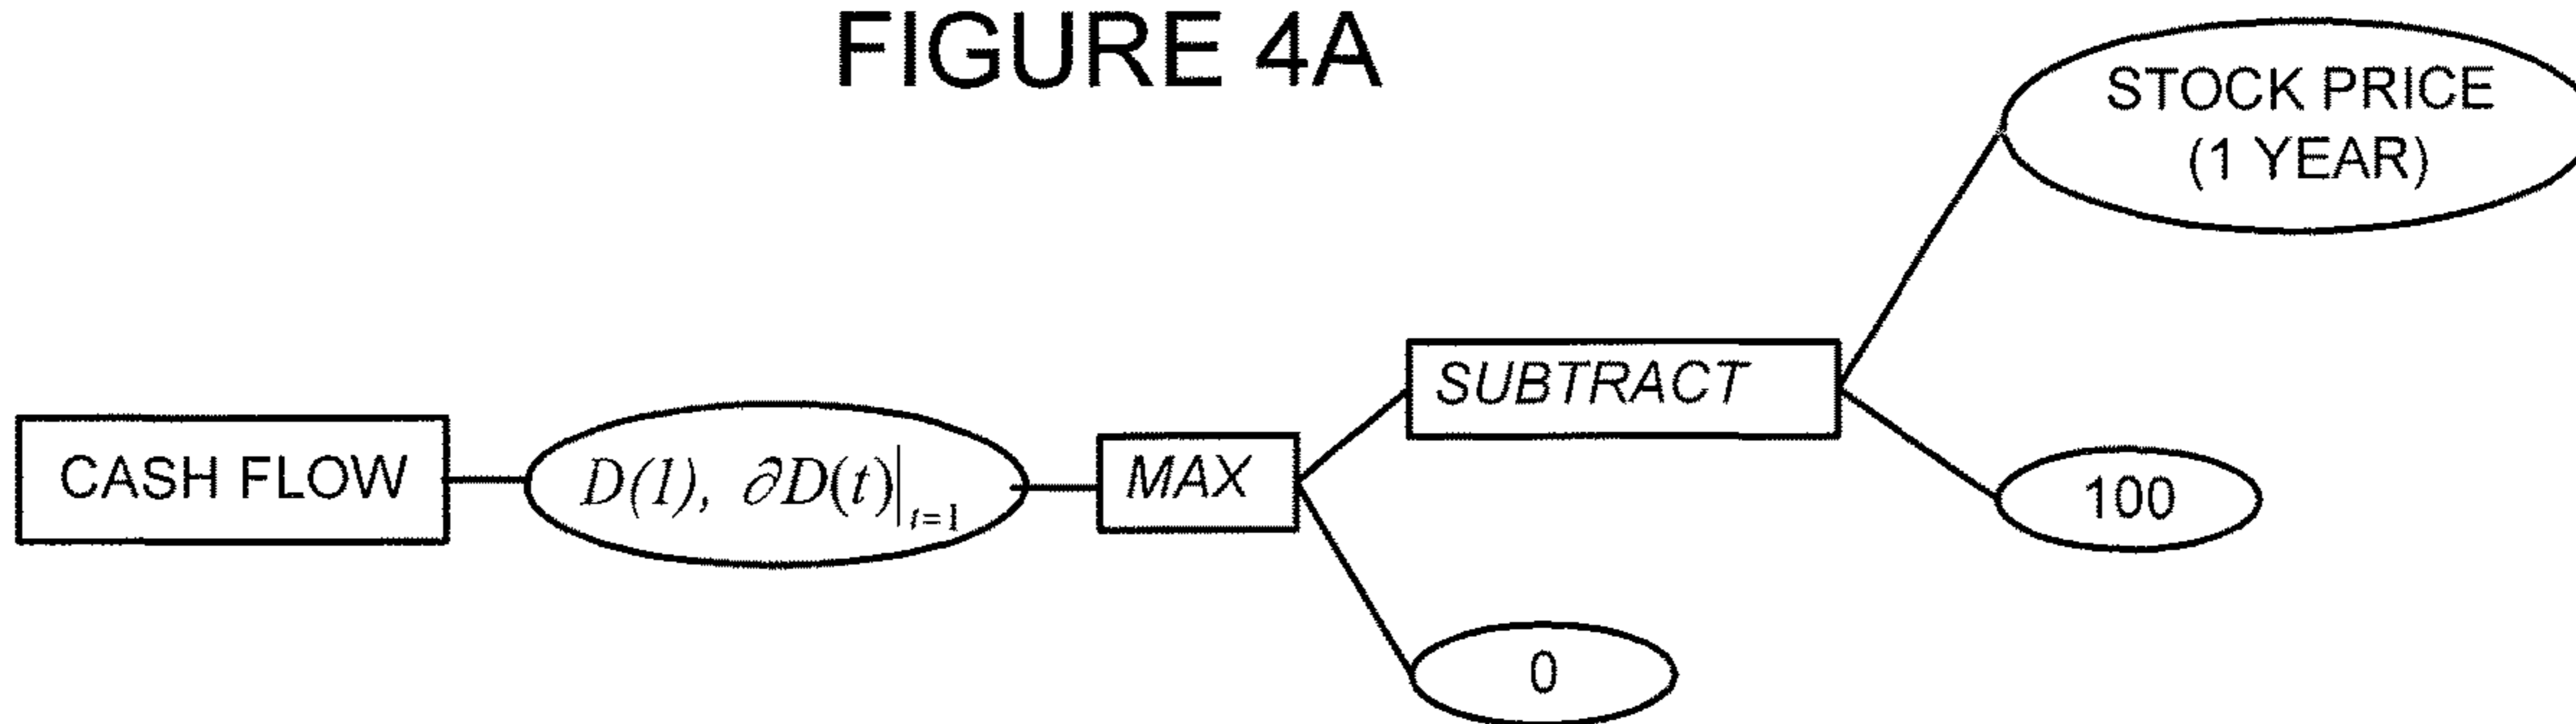 FIGURE 4A
STOCK PRICE
(1 YEAR)
SUBTRACT
CASH FLOW
D(1), ∂D(t)|t=1
MAX
100
0